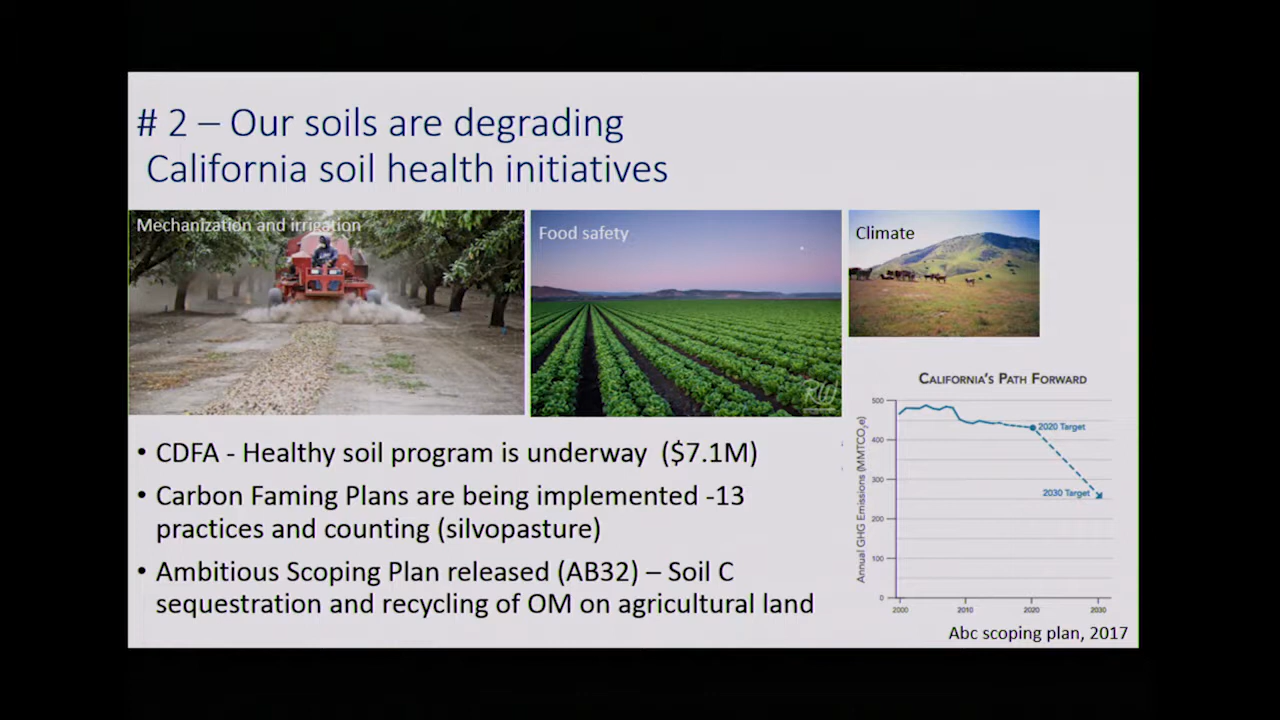 # 2 – Our soils are degrading
California soil health initiatives
Mechanization and irrigation
Food safety
Climate
• CDFA - Healthy soil program is underway ($7.1M)
• Carbon Faming Plans are being implemented -13
practices and counting (silvopasture)
• Ambitious Scoping Plan released (AB32) – Soil C
sequestration and recycling of OM on agricultural land
CALIFORNIA'S PATH FORWARD
Annual GHG Emissions (MMTCO₂e)
500
400
300
200
100
0
2000
2010
2020
2030
2020 Target
2030 Target
Abc scoping plan, 2017